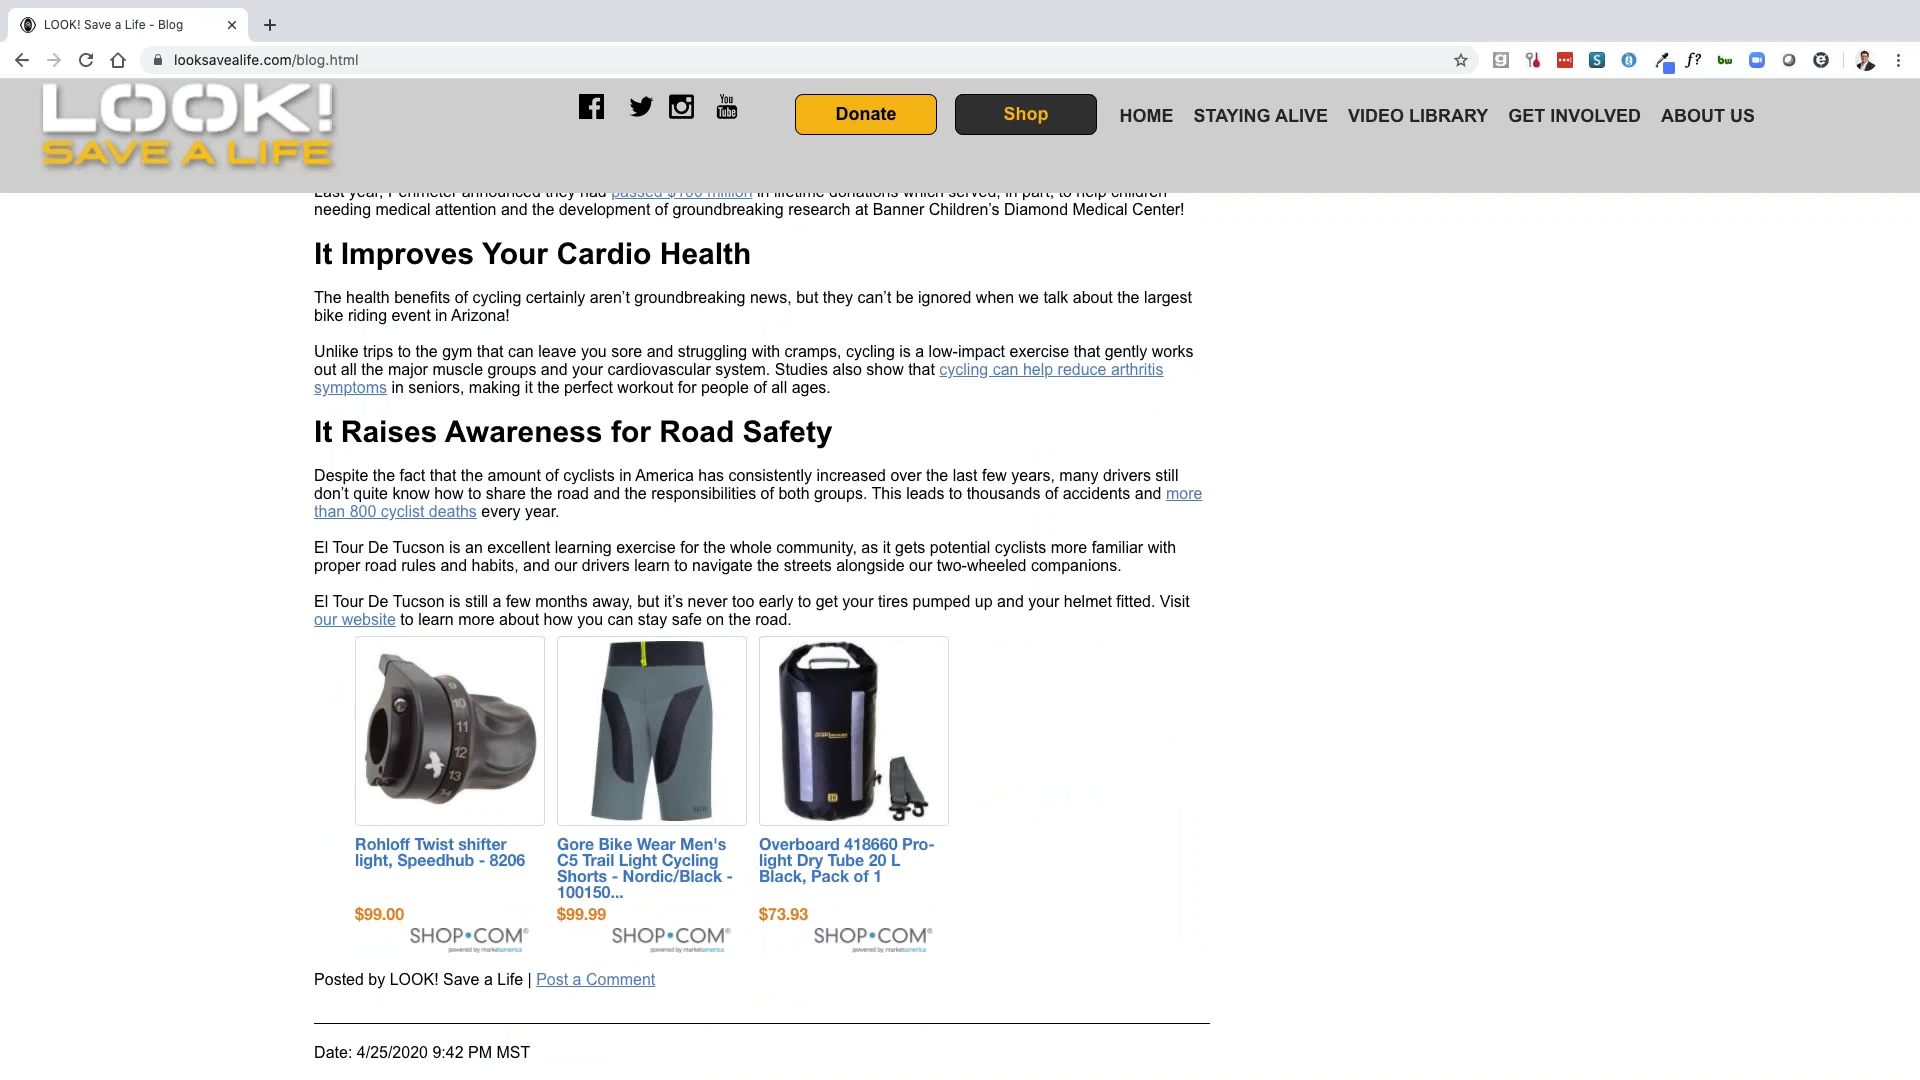 LOOK! Save a Life - Blog
looksavealife.com/blog.html
LOOK!
SAVE A LIFE
You
Tube
Donate
Shop
HOME
STAYING ALIVE
VIDEO LIBRARY
GET INVOLVED
ABOUT US
Last year, Perimeter announced they had passed $100 million in lifetime donations which served, in part, to help children
needing medical attention and the development of groundbreaking research at Banner Children’s Diamond Medical Center!
It Improves Your Cardio Health
The health benefits of cycling certainly aren’t groundbreaking news, but they can’t be ignored when we talk about the largest
bike riding event in Arizona!
Unlike trips to the gym that can leave you sore and struggling with cramps, cycling is a low-impact exercise that gently works
out all the major muscle groups and your cardiovascular system. Studies also show that cycling can help reduce arthritis
symptoms in seniors, making it the perfect workout for people of all ages.
It Raises Awareness for Road Safety
Despite the fact that the amount of cyclists in America has consistently increased over the last few years, many drivers still
don’t quite know how to share the road and the responsibilities of both groups. This leads to thousands of accidents and more
than 800 cyclist deaths every year.
El Tour De Tucson is an excellent learning exercise for the whole community, as it gets potential cyclists more familiar with
proper road rules and habits, and our drivers learn to navigate the streets alongside our two-wheeled companions.
El Tour De Tucson is still a few months away, but it’s never too early to get your tires pumped up and your helmet fitted. Visit
our website to learn more about how you can stay safe on the road.
9
10
11
12
13
14
Rohloff Twist shifter
light, Speedhub - 8206
$99.00
SHOP•COM
powered by marketamerica
Gore Bike Wear Men's
C5 Trail Light Cycling
Shorts - Nordic/Black -
100150...
$99.99
SHOP•COM
powered by marketamerica
Overboard 418660 Pro-
light Dry Tube 20 L
Black, Pack of 1
$73.93
SHOP•COM
powered by marketamerica
Posted by LOOK! Save a Life | Post a Comment
Date: 4/25/2020 9:42 PM MST